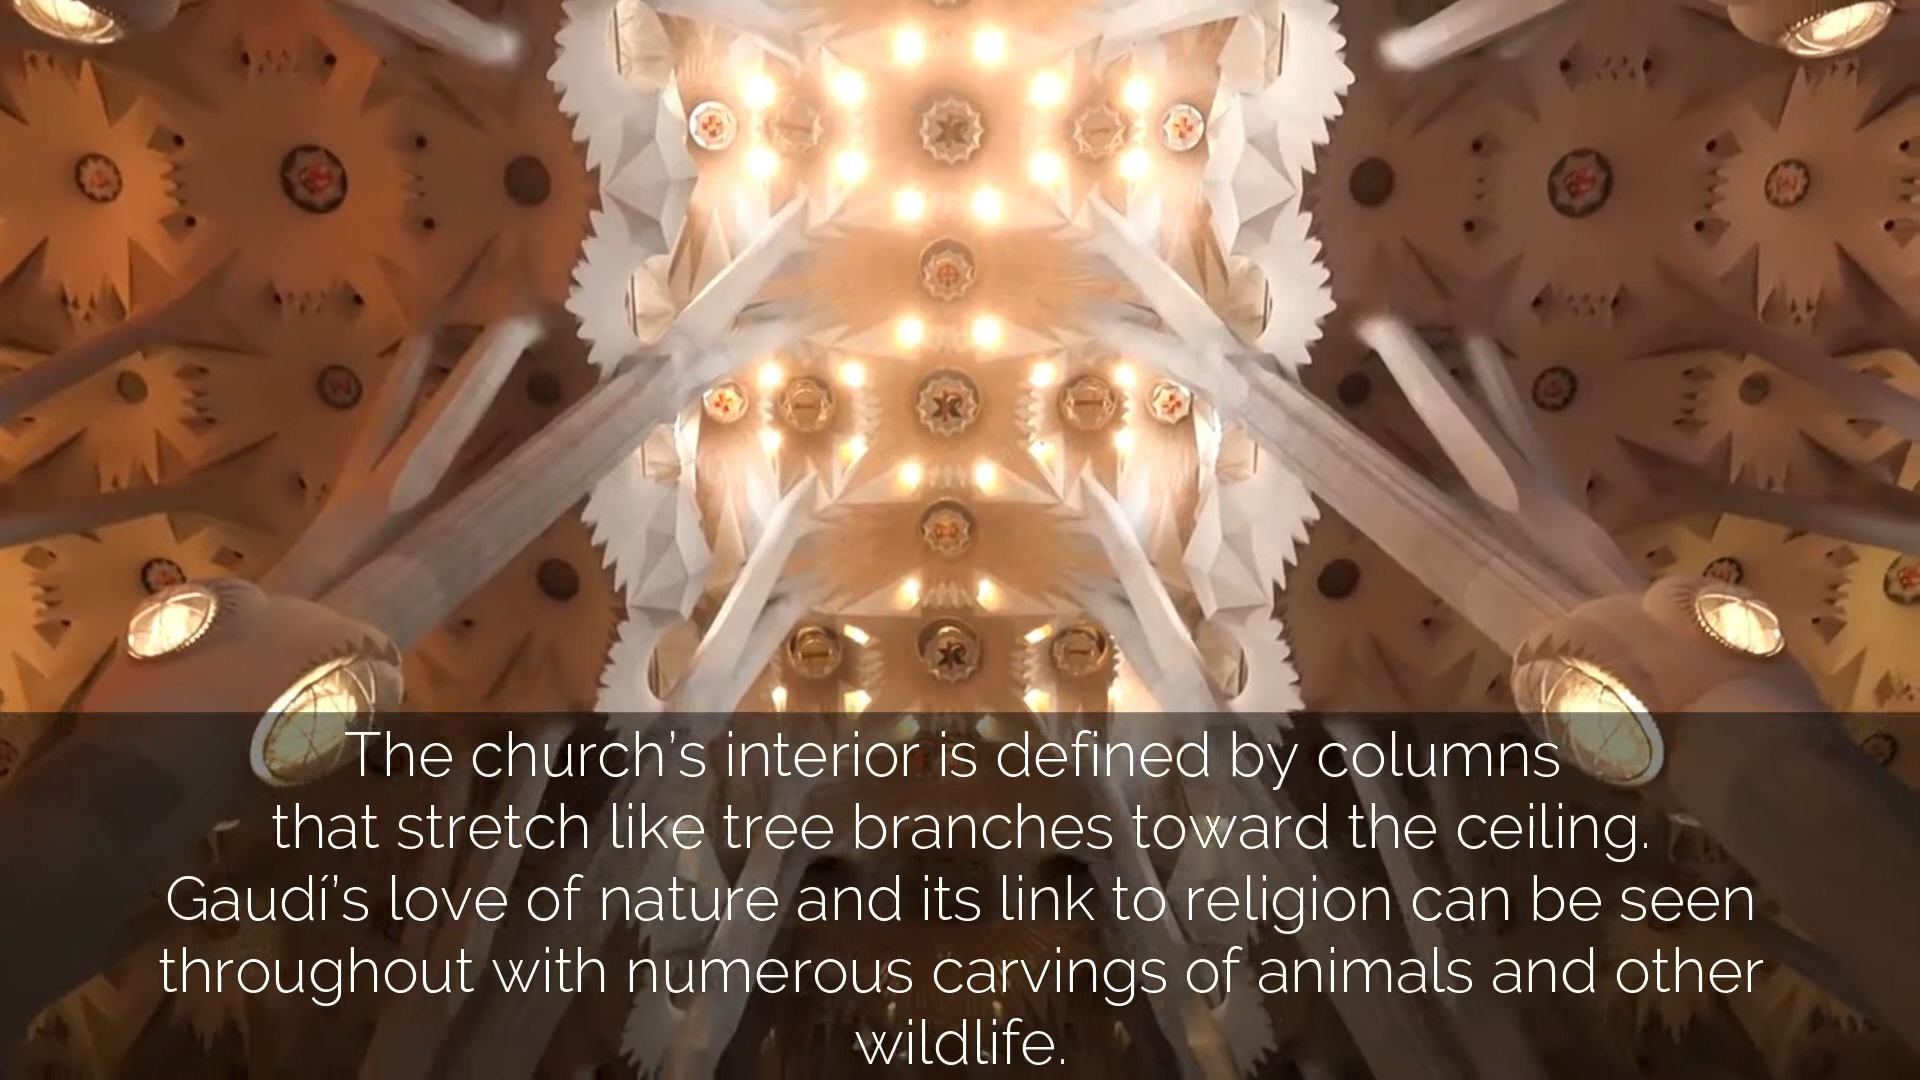 The church’s interior is defined by columns
that stretch like tree branches toward the ceiling.
Gaudí’s love of nature and its link to religion can be seen
throughout with numerous carvings of animals and other
wildlife.